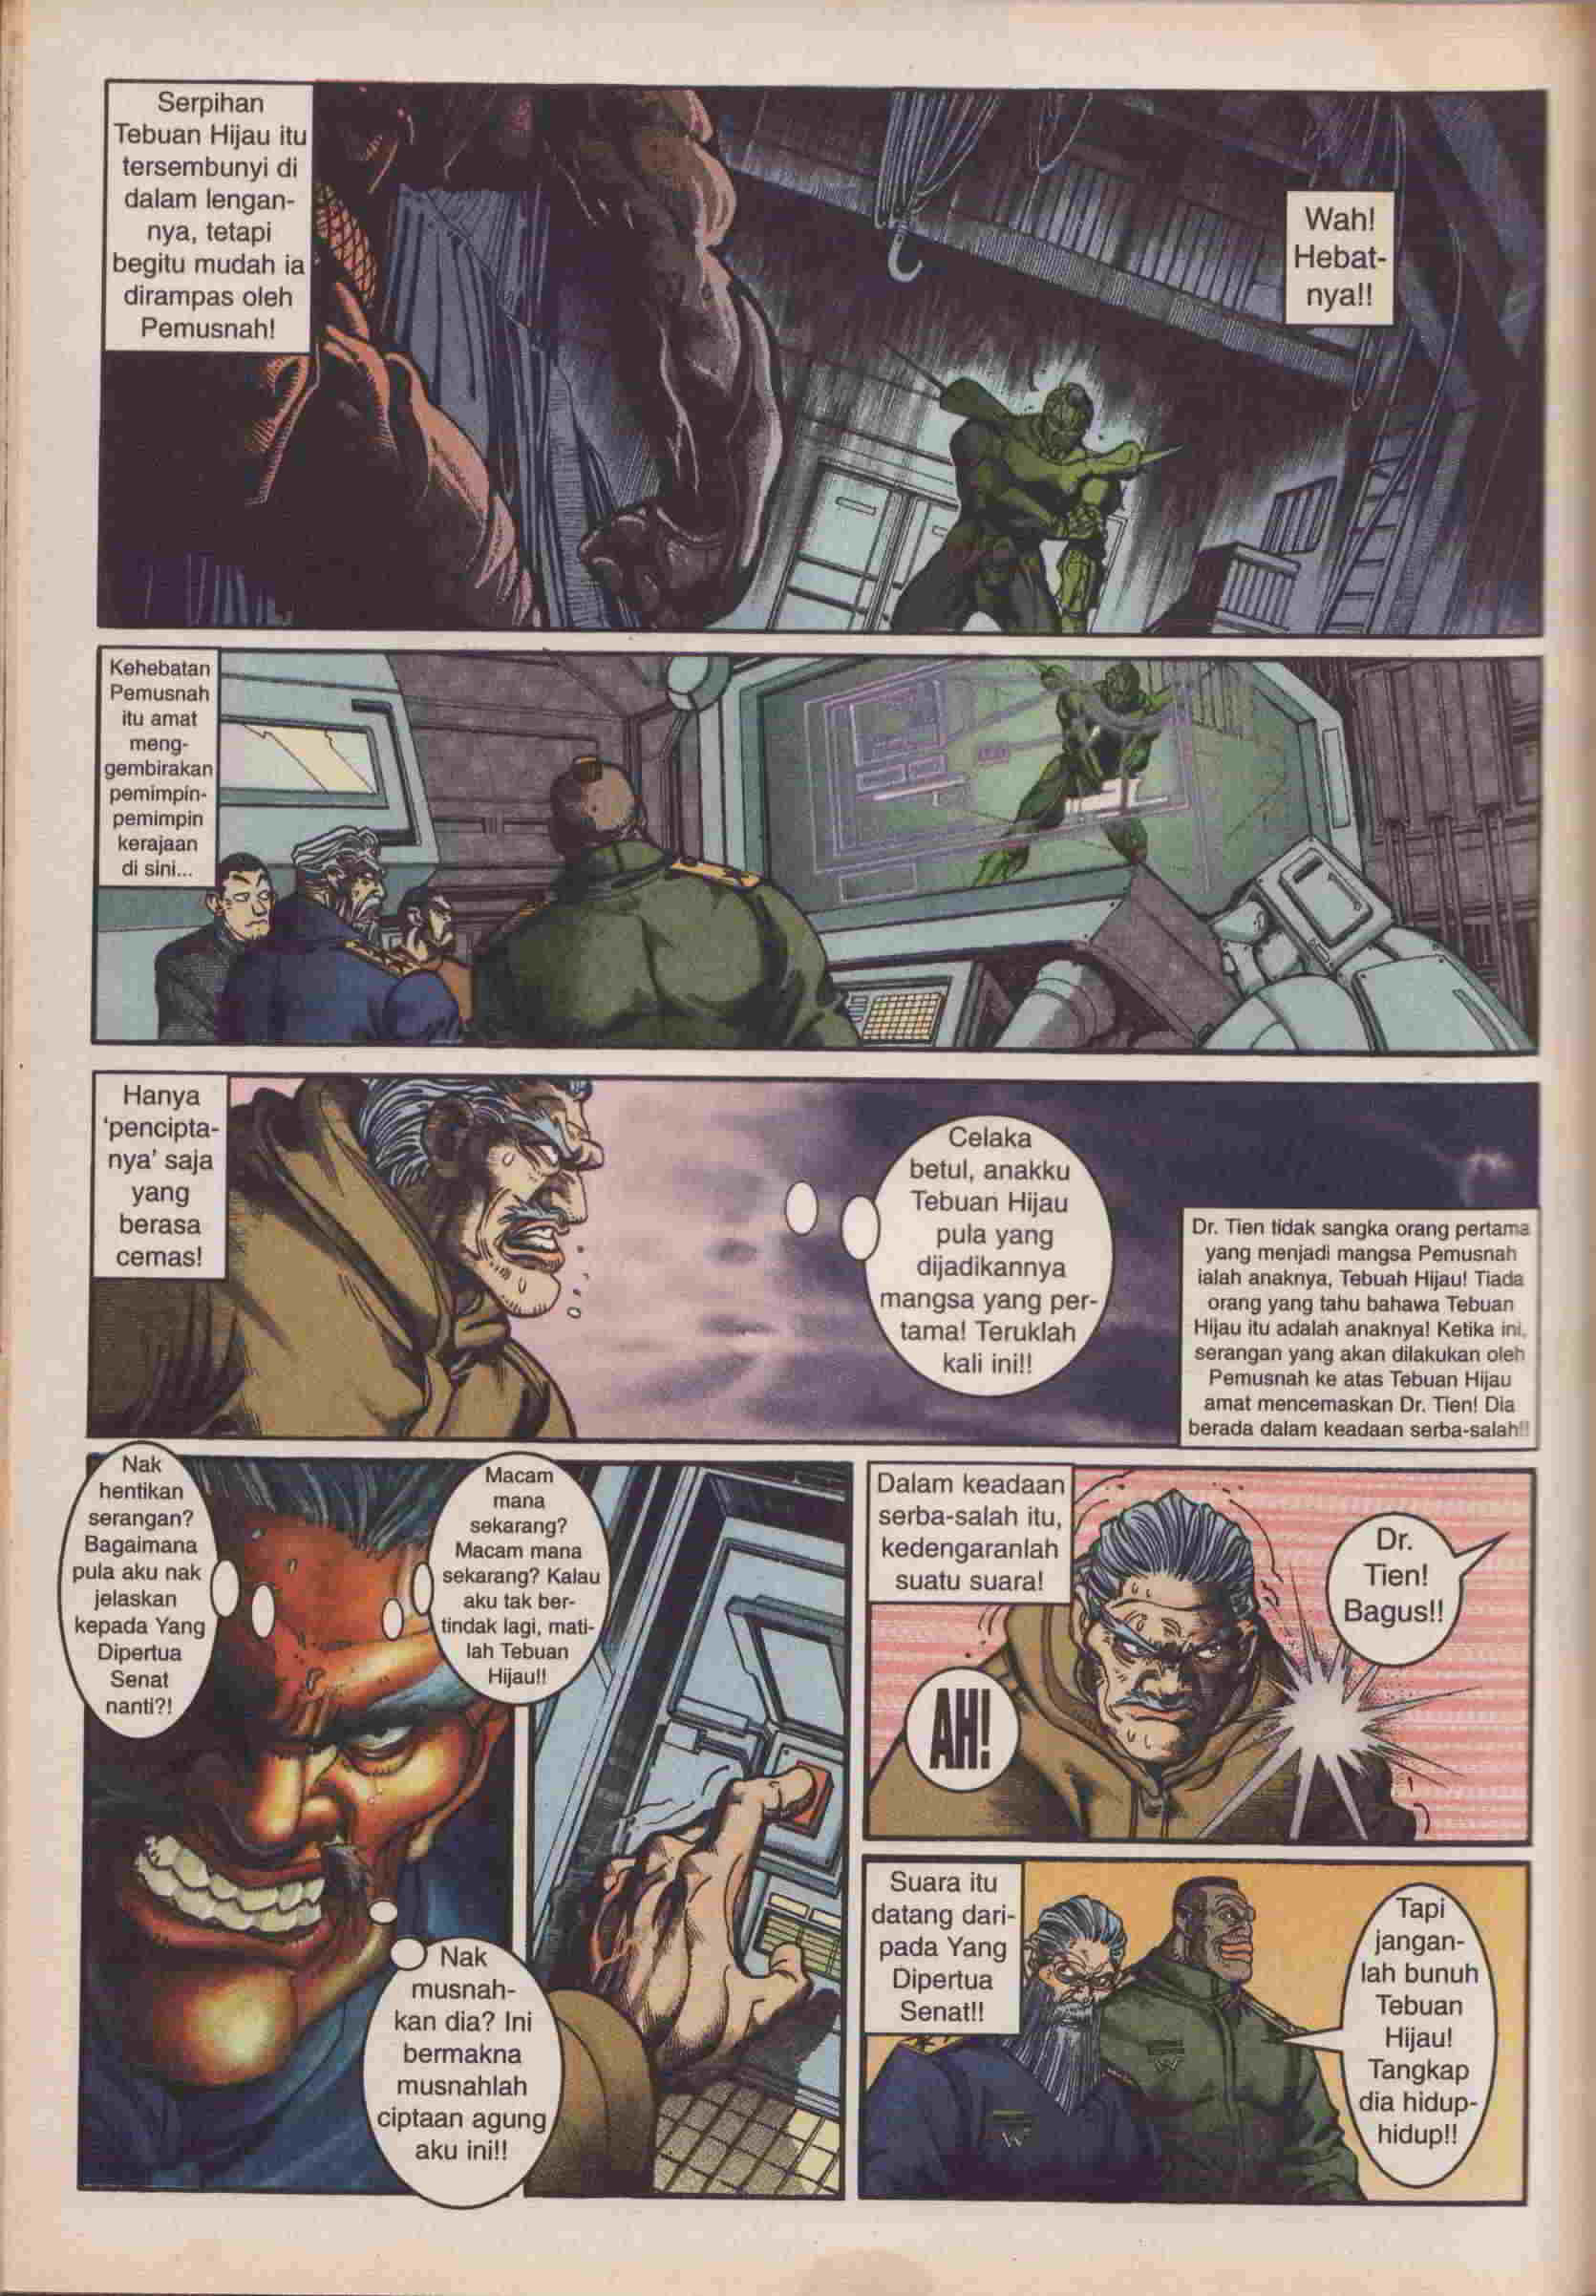 Serpihan
Tebuan Hijau itu
tersembunyi di
dalam lengan-
nya, tetapi
begitu mudah ia
dirampas oleh
Pemusnah!
Wah!
Hebat-
nya!!
Kehebatan
Pemusnah
itu amat
meng-
gembirakan
pemimpin-
pemimpin
kerajaan
di sini...
Hanya
'pencipta-
nya' saja
yang
berasa
cemas!
Celaka
betul, anakku
Tebuan Hijau
pula yang
dijadikannya
mangsa yang per-
tama! Teruklah
kali ini!!
Dr. Tien tidak sangka orang pertama
yang menjadi mangsa Pemusnah
ialah anaknya, Tebuah Hijau! Tiada
orang yang tahu bahawa Tebuan
Hijau itu adalah anaknya! Ketika ini,
serangan yang akan dilakukan oleh
Pemusnah ke atas Tebuan Hijau
amat mencemaskan Dr. Tien! Dia
berada dalam keadaan serba-salah!!
Nak
hentikan
serangan?
Bagaimana
pula aku nak
jelaskan
kepada Yang
Dipertua
Senat
nanti?!
Macam
mana
sekarang?
Macam mana
sekarang? Kalau
aku tak ber-
tindak lagi, mati-
lah Tebuan
Hijau!!
Nak
musnah-
kan dia? Ini
bermakna
musnahlah
ciptaan agung
aku ini!!
Dalam keadaan
serba-salah itu,
kedengaranlah
suatu suara!
Dr.
Tien!
Bagus!!
AH!
Suara itu
datang dari-
pada Yang
Dipertua
Senat!!
Tapi
jangan-
lah bunuh
Tebuan
Hijau!
Tangkap
dia hidup-
hidup!!